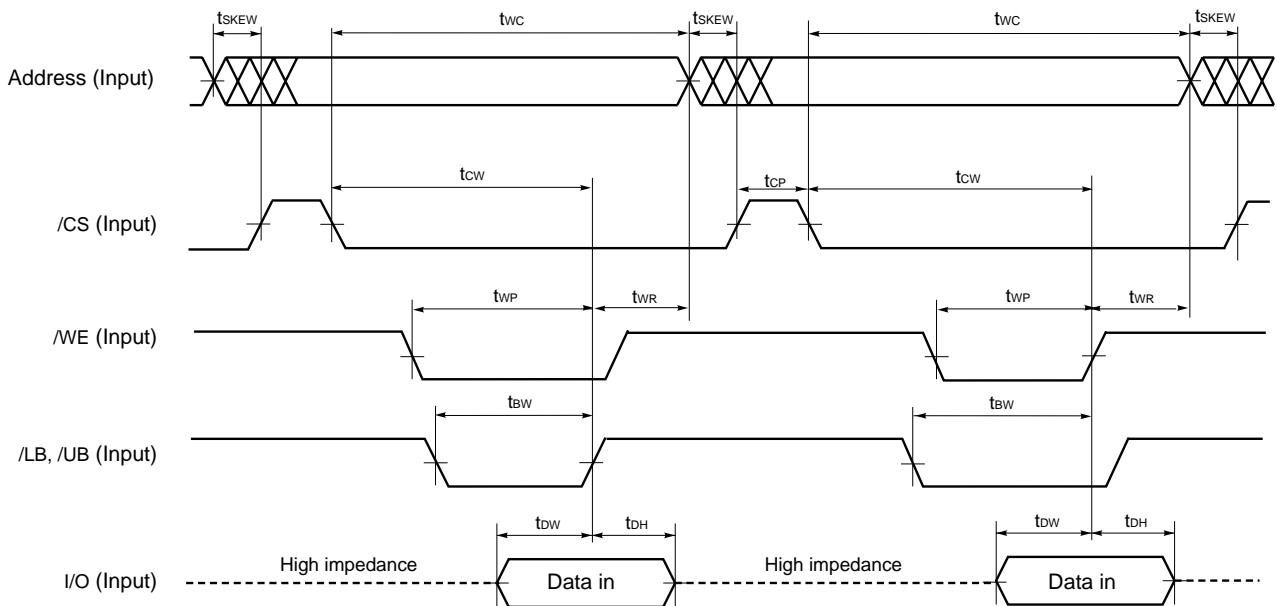 tSKEW tWC tSKEW tWC tSKEW
Address (Input)
tCW tCP tCW
/CS (Input)
tWP tWR tWP tWR
/WE (Input)
tBW tBW
/LB, /UB (Input)
tDW tDH tDW tDH
High impedance High impedance
I/O (Input) Data in Data in